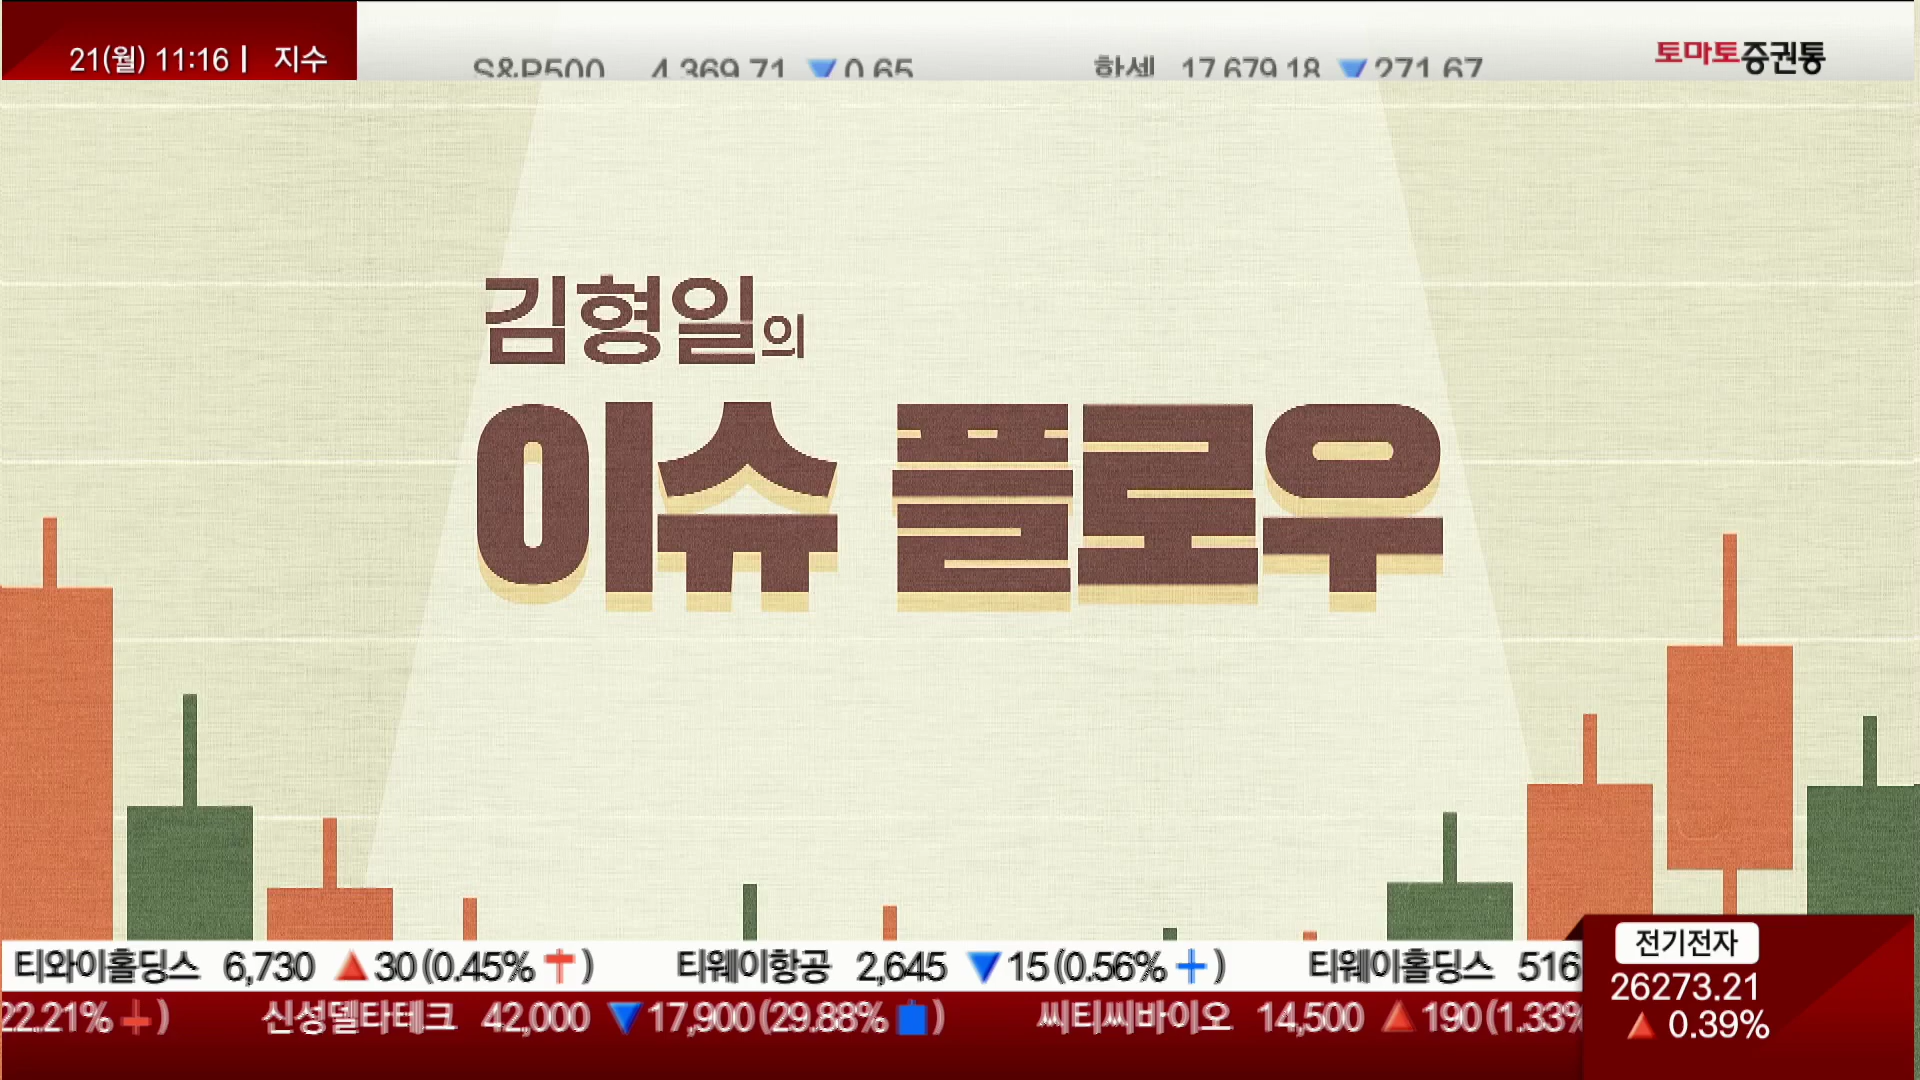 21(월) 11:16 | 지수
S&P500 4,369.71 ▼ 0.65 항셍 17,679.18 ▼ 271.67
토마토증권통
김형일의
이슈 플로우
티와이홀딩스 6,730 ▲ 30 (0.45% ) 티웨이항공 2,645 ▼ 15 (0.56% ) 티웨이홀딩스 516
22.21% ) 신성델타테크 42,000 ▼ 17,900 (29.88% ) 씨티씨바이오 14,500 ▲ 190 (1.33%
전기전자
26273.21
▲ 0.39%